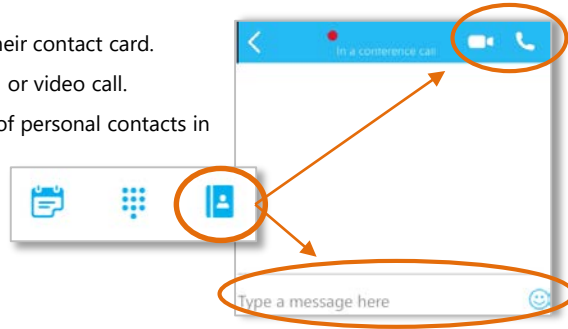 heir contact card.
or video call.
of personal contacts in
In a conference call
Type a message here